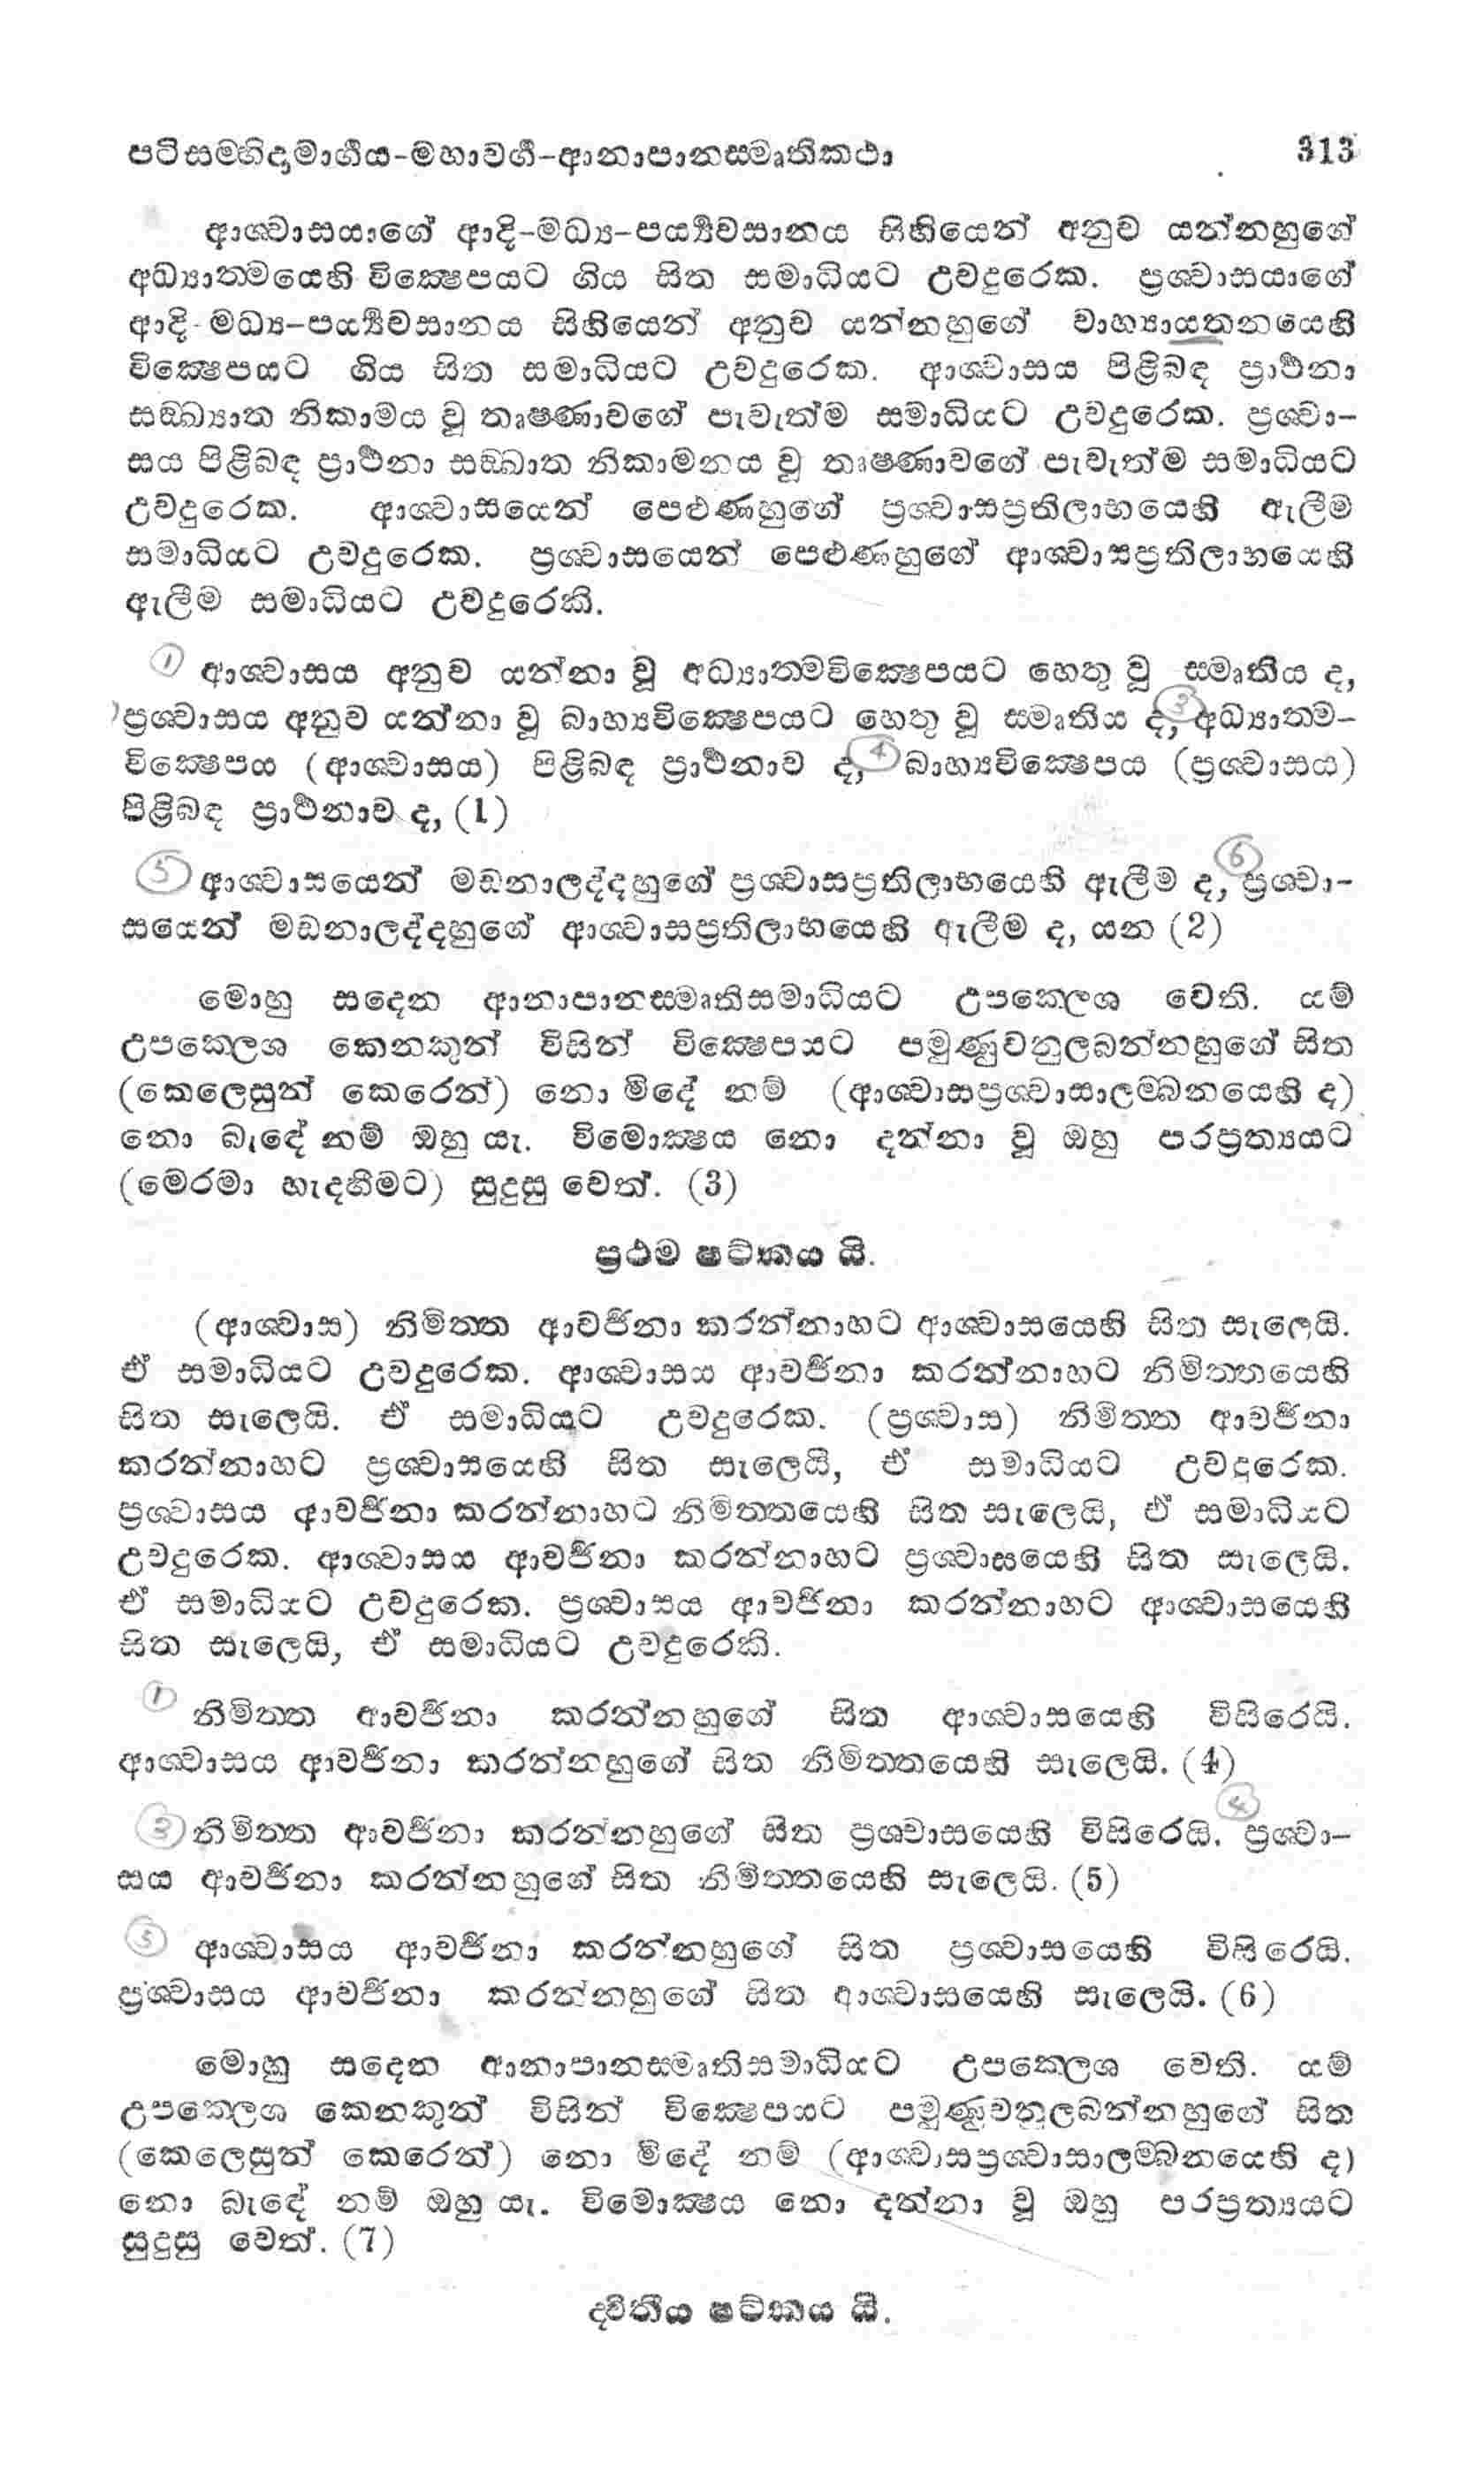 පටිසම්භිදාමාර්ගය-මහාවර්ග-ආනාපානස්මෘතිකථා 313
ආශ්වාසයාගේ ආදි-මධ්‍ය-පර්ය්‍යවසානය සිහියෙන් අනුව යන්නහුගේ
අධ්‍යාත්මයෙහි වික්‍ෂෙපයට ගිය සිත සමාධියට උවදුරෙක. ප්‍රශ්වාසයාගේ
ආදි-මධ්‍ය-පර්ය්‍යවසානය සිහියෙන් අනුව යන්නහුගේ වාහ්‍යායතනයෙහි
වික්‍ෂෙපයට ගිය සිත සමාධියට උවදුරෙක. ආශ්වාසය පිළිබඳ ප්‍රාර්ථනා
සඞ්ඛ්‍යාත නිකාමය වූ තෘෂ්ණාවගේ පැවැත්ම සමාධියට උවදුරෙක. ප්‍රශ්වා-
සය පිළිබඳ ප්‍රාර්ථනා සඞ්ඛාත නිකාමනය වූ තෘෂ්ණාවගේ පැවැත්ම සමාධියට
උවදුරෙක. ආශ්වාසයෙන් පෙළුණහුගේ ප්‍රශ්වාසප්‍රතිලාභයෙහි ඇලීම
සමාධියට උවදුරෙක. ප්‍රශ්වාසයෙන් පෙළුණහුගේ ආශ්වාසප්‍රතිලාභයෙහි
ඇලීම සමාධියට උවදුරෙකි.
1 ආශ්වාසය අනුව යන්නා වූ අධ්‍යාත්මවික්‍ෂෙපයට හෙතු වූ ස්මෘතිය ද,
ප්‍රශ්වාසය අනුව යන්නා වූ බාහ්‍යවික්‍ෂෙපයට හෙතු වූ ස්මෘතිය ද, 3 අධ්‍යාත්ම-
වික්‍ෂෙපය (ආශ්වාසය) පිළිබඳ ප්‍රාර්ථනාව ද, 4 බාහ්‍යවික්‍ෂෙපය (ප්‍රශ්වාසය)
පිළිබඳ ප්‍රාර්ථනාව ද, (1)
5 ආශ්වාසයෙන් මඩනාලද්දහුගේ ප්‍රශ්වාසප්‍රතිලාභයෙහි ඇලීම ද, 6 ප්‍රශ්වා-
සයෙන් මඩනාලද්දහුගේ ආශ්වාසප්‍රතිලාභයෙහි ඇලීම ද, යන (2)
මොහු සදෙන ආනාපානස්මෘතිසමාධියට උපක්ලෙශ වෙති. යම්
උපක්ලෙශ කෙනකුන් විසින් වික්‍ෂෙපයට පමුණුවනුලබන්නහුගේ සිත
(කෙලෙසුන් කෙරෙන්) නො මිදේ නම් (ආශ්වාසප්‍රශ්වාසාලම්බනයෙහි ද)
නො බැඳේ නම් ඔහු යැ. විමොක්‍ෂය නො දන්නා වූ ඔහු පරප්‍රත්‍යයට
(මෙරමා හැදහීමට) සුදුසු වෙත්. (3)
ප්‍රථම ෂට්කය යි.
(ආශ්වාස) නිමිත්ත ආවර්ජනා කරන්නාහට ආශ්වාසයෙහි සිත සැලෙයි.
ඒ සමාධියට උවදුරෙක. ආශ්වාසය ආවර්ජනා කරන්නාහට නිමිත්තයෙහි
සිත සැලෙයි. ඒ සමාධියට උවදුරෙක. (ප්‍රශ්වාස) නිමිත්ත ආවර්ජනා
කරන්නාහට ප්‍රශ්වාසයෙහි සිත සැලෙයි, ඒ සමාධියට උවදුරෙක.
ප්‍රශ්වාසය ආවර්ජනා කරන්නාහට නිමිත්තයෙහි සිත සැලෙයි, ඒ සමාධියට
උවදුරෙක. ආශ්වාසය ආවර්ජනා කරන්නාහට ප්‍රශ්වාසයෙහි සිත සැලෙයි.
ඒ සමාධියට උවදුරෙක. ප්‍රශ්වාසය ආවර්ජනා කරන්නාහට ආශ්වාසයෙහි
සිත සැලෙයි, ඒ සමාධියට උවදුරෙකි.
1 නිමිත්ත ආවර්ජනා කරන්නහුගේ සිත ආශ්වාසයෙහි විසිරෙයි.
ආශ්වාසය ආවර්ජනා කරන්නහුගේ සිත නිමිත්තයෙහි සැලෙයි. (4)
3 නිමිත්ත ආවර්ජනා කරන්නහුගේ සිත ප්‍රශ්වාසයෙහි විසිරෙයි. 4 ප්‍රශ්වා-
සය ආවර්ජනා කරන්නහුගේ සිත නිමිත්තයෙහි සැලෙයි. (5)
5 ආශ්වාසය ආවර්ජනා කරන්නහුගේ සිත ප්‍රශ්වාසයෙහි විසිරෙයි.
ප්‍රශ්වාසය ආවර්ජනා කරන්නහුගේ සිත ආශ්වාසයෙහි සැලෙයි. (6)
මොහු සදෙන ආනාපානස්මෘතිසමාධියට උපක්ලෙශ වෙති. යම්
උපක්ලෙශ කෙනකුන් විසින් වික්‍ෂෙපයට පමුණුවනුලබන්නහුගේ සිත
(කෙලෙසුන් කෙරෙන්) නො මිදේ නම් (ආශ්වාසප්‍රශ්වාසාලම්බනයෙහි ද)
නො බැඳේ නම් ඔහු යැ. විමොක්‍ෂය නො දන්නා වූ ඔහු පරප්‍රත්‍යයට
සුදුසු වෙත්. (7)
ද්විතීය ෂට්කය යි.